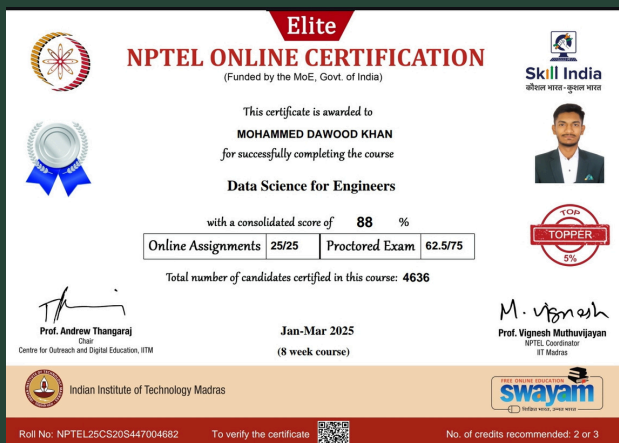 Elite
NPTEL ONLINE CERTIFICATION
(Funded by the MoE, Govt. of India)
Skill India
कौशल भारत - कुशल भारत
This certificate is awarded to
MOHAMMED DAWOOD KHAN
for successfully completing the course
Data Science for Engineers
with a consolidated score of 88 %
Online Assignments 25/25 Proctored Exam 62.5/75
TOP
TOPPER
5%
Total number of candidates certified in this course: 4636
M. Vignesh
Prof. Andrew Thangaraj
Chair
Centre for Outreach and Digital Education, IITM
Jan-Mar 2025
(8 week course)
Prof. Vignesh Muthuvijayan
NPTEL Coordinator
IIT Madras
Indian Institute of Technology Madras
FREE ONLINE EDUCATION
swayam
शिक्षित भारत, उन्नत भारत
Roll No: NPTEL25CS20S447004682 To verify the certificate No. of credits recommended: 2 or 3